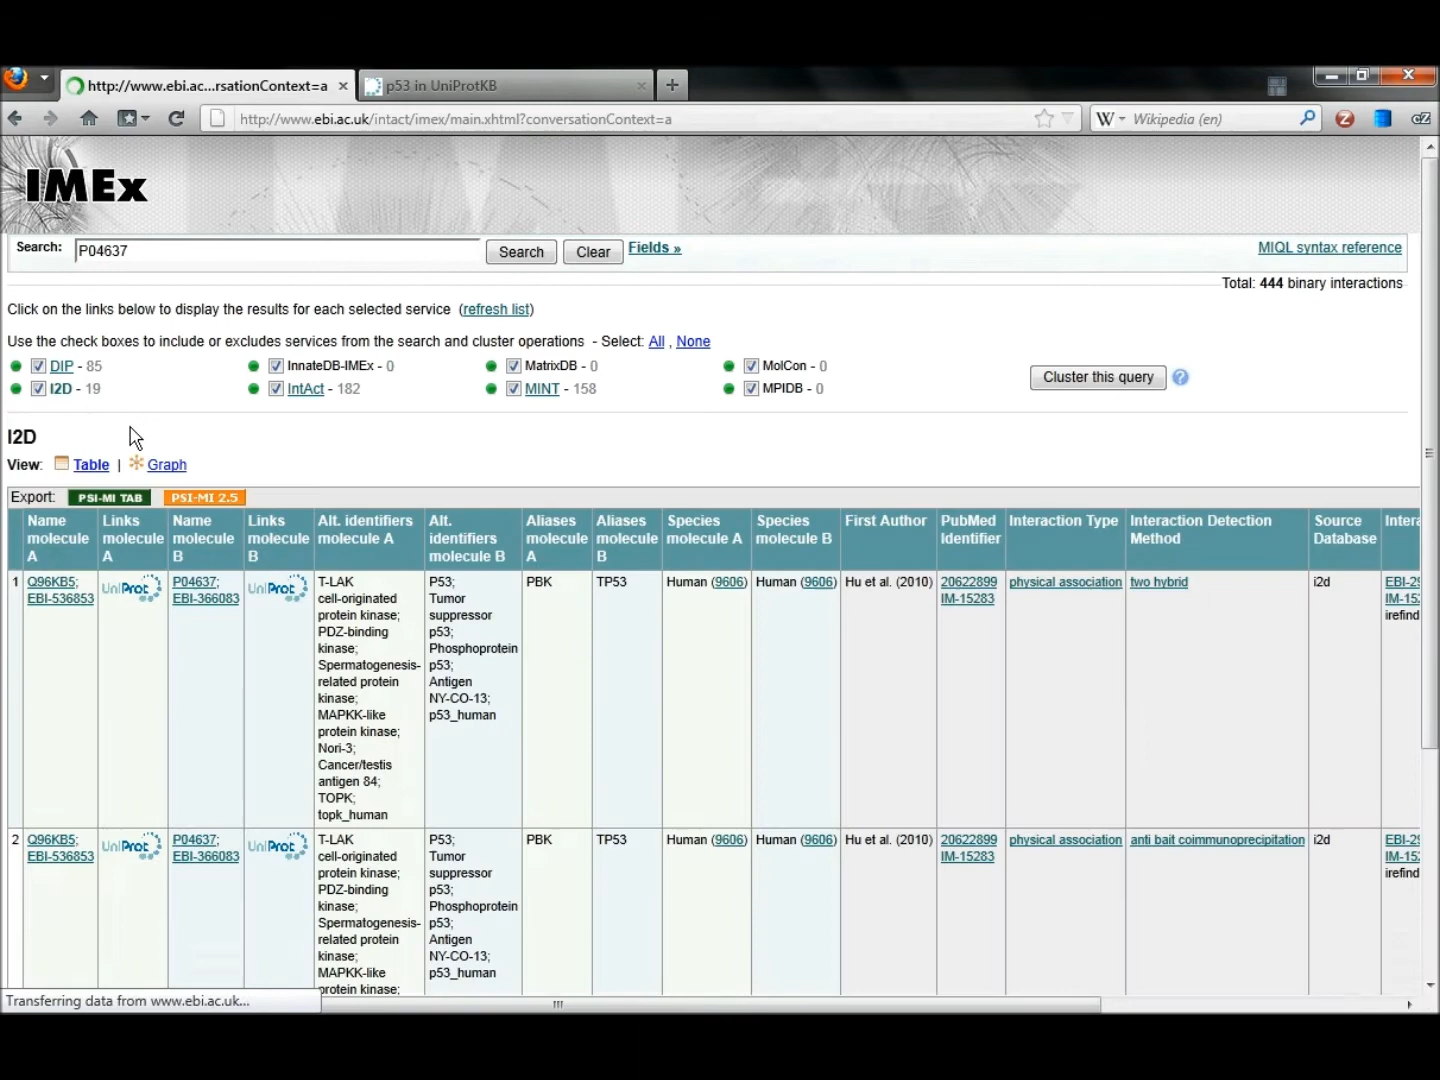 http://www.ebi.ac...rsationContext=a
p53 in UniProtKB
http://www.ebi.ac.uk/intact/imex/main.xhtml?conversationContext=a
W
Wikipedia (en)
IMEx
Search: P04637 Search Clear Fields » MIQL syntax reference
Total: 444 binary interactions
Click on the links below to display the results for each selected service (refresh list)
Use the check boxes to include or excludes services from the search and cluster operations - Select: All , None
DIP - 85 InnateDB-IMEx - 0 MatrixDB - 0 MolCon - 0
I2D - 19 IntAct - 182 MINT - 158 MPIDB - 0
Cluster this query ?
I2D
View: Table | Graph
Export: PSI-MI TAB PSI-MI 2.5
Name molecule A
Links molecule A
Name molecule B
Links molecule B
Alt. identifiers molecule A
Alt. identifiers molecule B
Aliases molecule A
Aliases molecule B
Species molecule A
Species molecule B
First Author
PubMed Identifier
Interaction Type
Interaction Detection Method
Source Database
Intera
1
Q96KB5;
EBI-536853
UniProt
P04637;
EBI-366083
UniProt
T-LAK
cell-originated
protein kinase;
PDZ-binding
kinase;
Spermatogenesis-
related protein
kinase;
MAPKK-like
protein kinase;
Nori-3;
Cancer/testis
antigen 84;
TOPK;
topk_human
P53;
Tumor
suppressor
p53;
Phosphoprotein
p53;
Antigen
NY-CO-13;
p53_human
PBK
TP53
Human (9606)
Human (9606)
Hu et al. (2010)
20622899
IM-15283
physical association
two hybrid
i2d
EBI-29
IM-152
irefind
2
Q96KB5;
EBI-536853
UniProt
P04637;
EBI-366083
UniProt
T-LAK
cell-originated
protein kinase;
PDZ-binding
kinase;
Spermatogenesis-
related protein
kinase;
MAPKK-like
protein kinase;
P53;
Tumor
suppressor
p53;
Phosphoprotein
p53;
Antigen
NY-CO-13;
p53_human
PBK
TP53
Human (9606)
Human (9606)
Hu et al. (2010)
20622899
IM-15283
physical association
anti bait coimmunoprecipitation
i2d
EBI-29
IM-152
irefind
Transferring data from www.ebi.ac.uk...